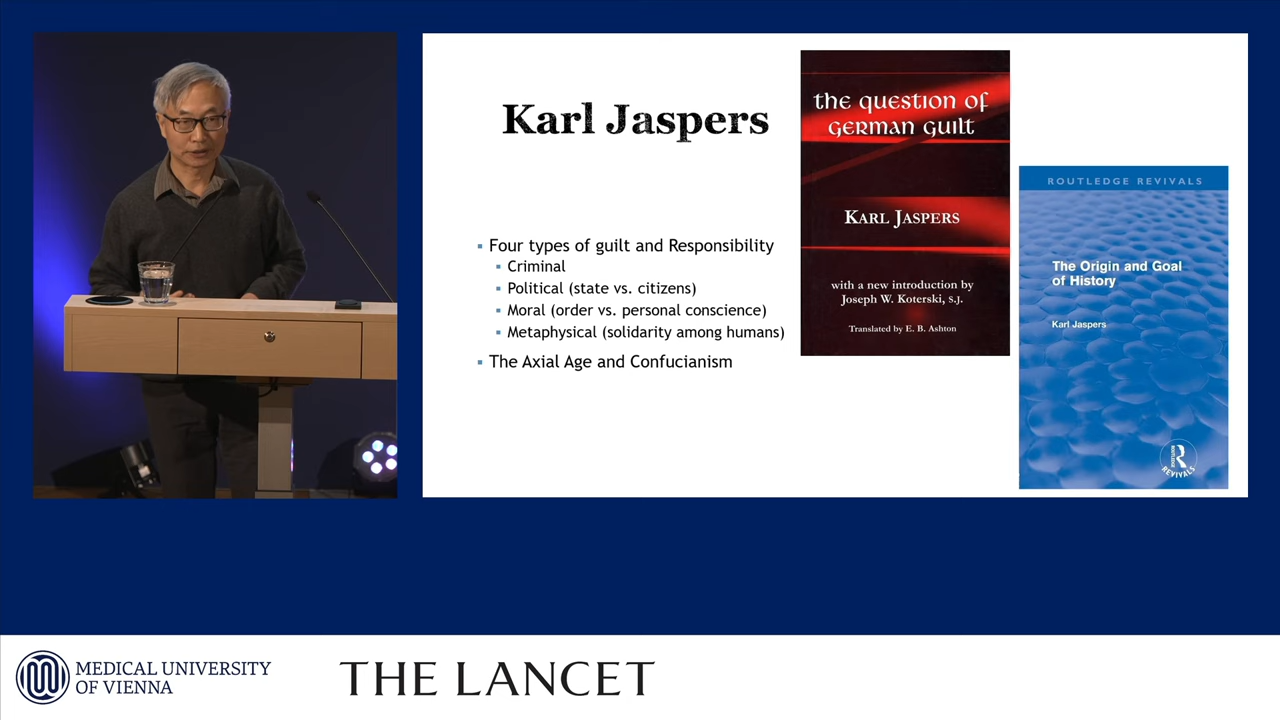 Karl Jaspers
▪ Four types of guilt and Responsibility
▪ Criminal
▪ Political (state vs. citizens)
▪ Moral (order vs. personal conscience)
▪ Metaphysical (solidarity among humans)
▪ The Axial Age and Confucianism
the question of
german guilt
KARL JASPERS
with a new introduction by
Joseph W. Koterski, S.J.
Translated by E. B. Ashton
ROUTLEDGE REVIVALS
The Origin and Goal
of History
Karl Jaspers
R
ROUTLEDGE
REVIVALS
MEDICAL UNIVERSITY
OF VIENNA
THE LANCET